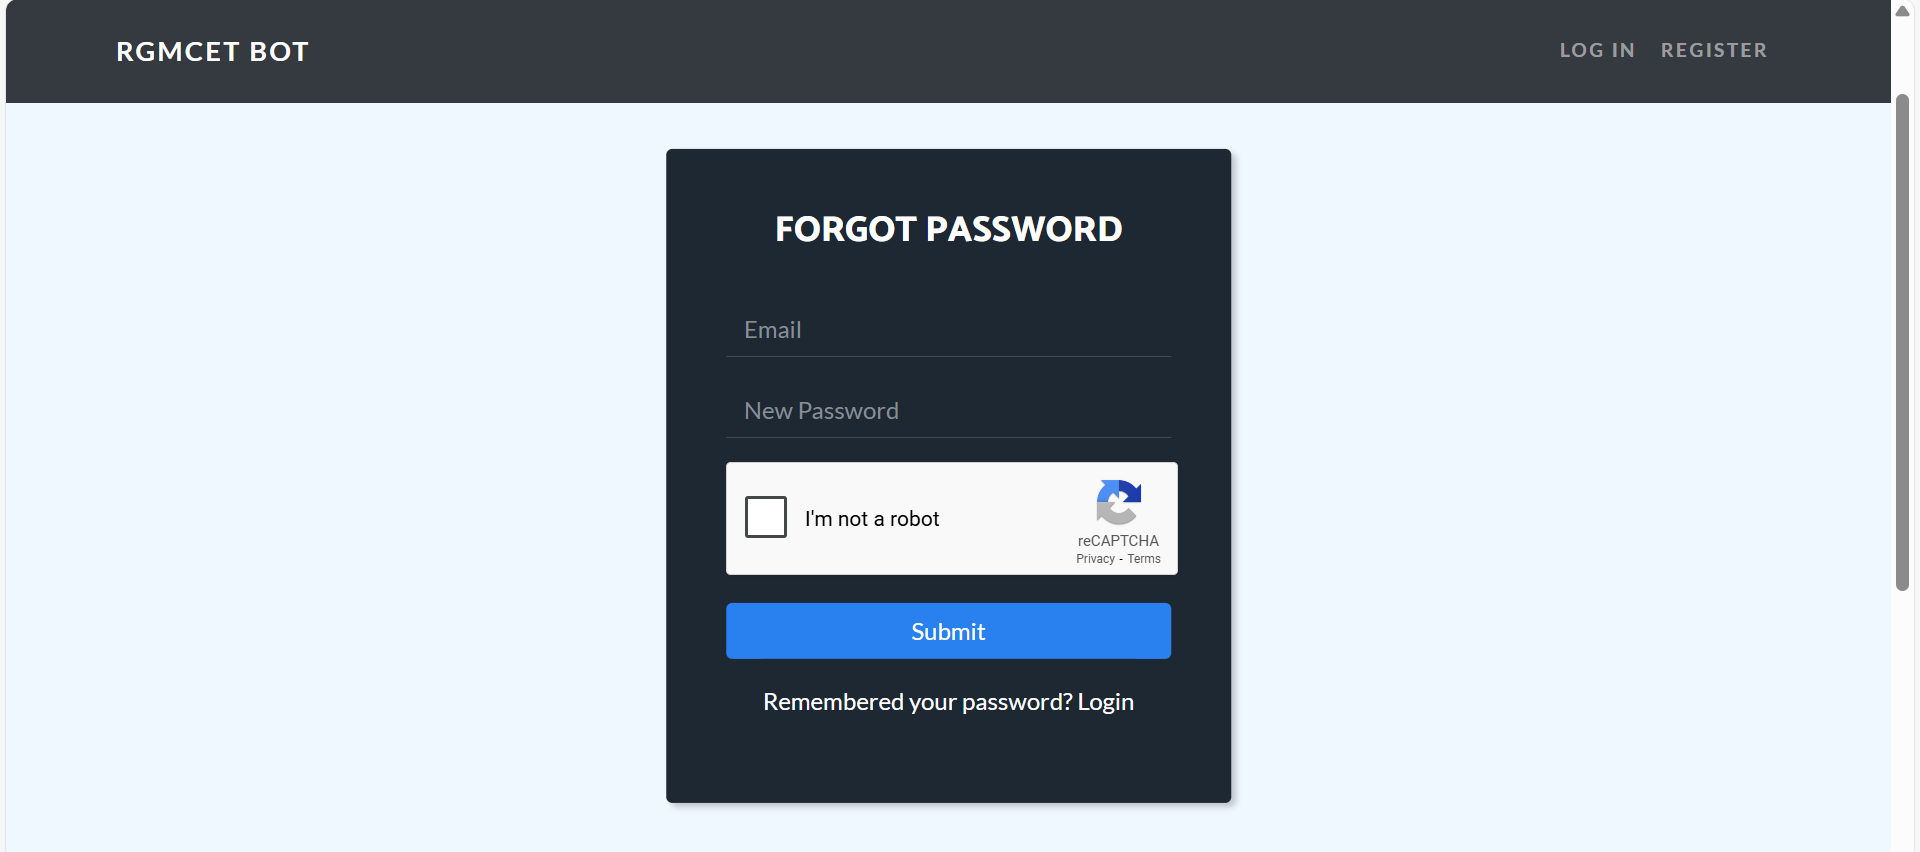 RGMCET BOT
LOG IN REGISTER
FORGOT PASSWORD
Email
New Password
I'm not a robot
reCAPTCHA
Privacy - Terms
Submit
Remembered your password? Login